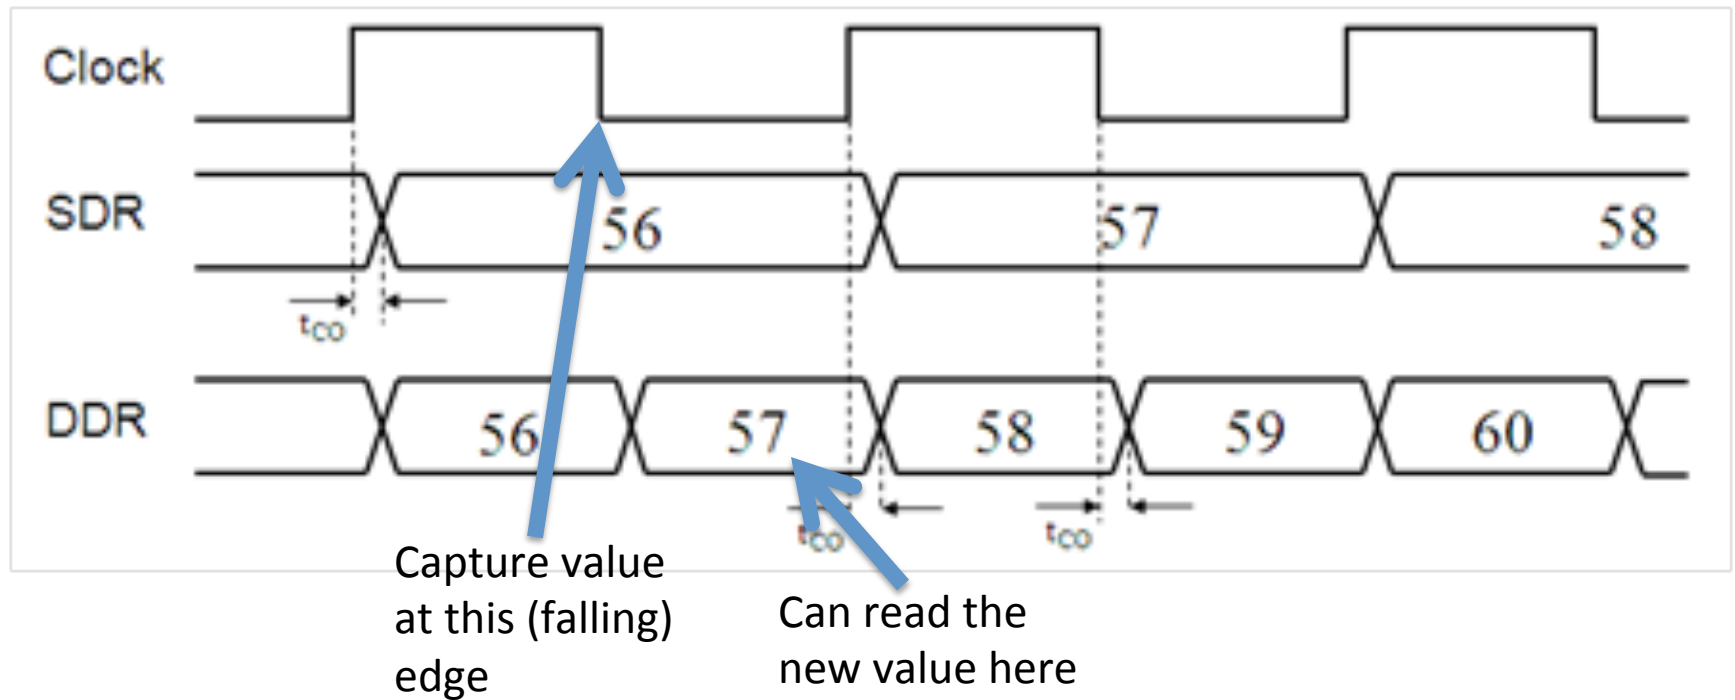 Clock
SDR
56
57
58
tCO
DDR
56
57
58
59
60
tCO
tCO
Capture value
at this (falling)
edge
Can read the
new value here